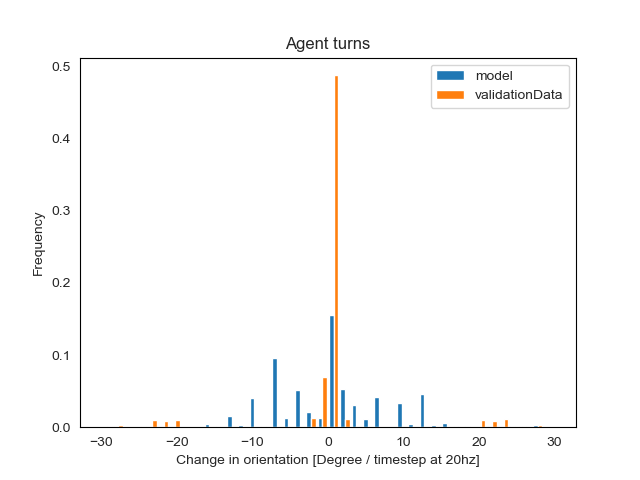 Agent turns
model
validationData
0.5
0.4
0.3
0.2
0.1
0.0
Frequency
−30 −20 −10 0 10 20 30
Change in orientation [Degree / timestep at 20hz]